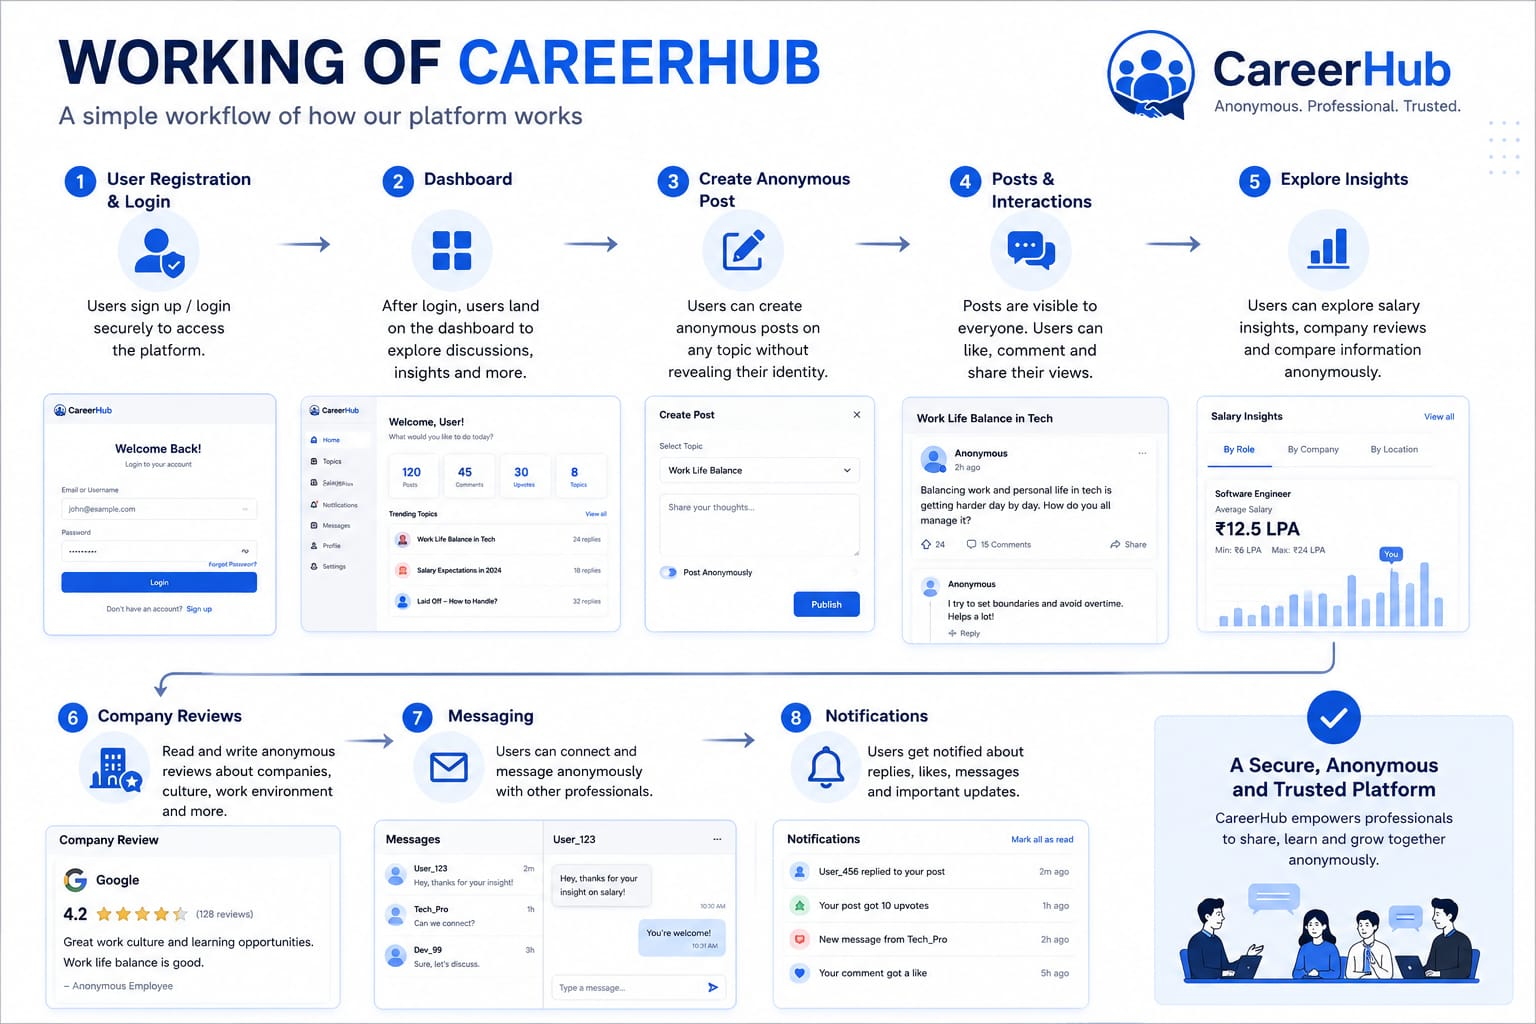 WORKING OF CAREERHUB
A simple workflow of how our platform works
CareerHub
Anonymous. Professional. Trusted.
1
User Registration
& Login
Users sign up / login
securely to access
the platform.
CareerHub
Welcome Back!
Login to your account
Email or Username
john@esample.com
Password
Forgot Password?
Login
Don't have an account? Sign up
2
Dashboard
After login, users land
on the dashboard to
explore discussions,
insights and more.
CareerHub
Home
Topics
Notifications
Messages
Profile
Settings
Welcome, User!
What would you like to do today?
120
Posts
45
Comments
30
Upvotes
8
Topics
Trending Topics
View all
Work Life Balance in Tech
24 replies
Salary Expectations in 2024
18 replies
Laid Off – How to Handle?
32 replies
3
Create Anonymous
Post
Users can create
anonymous posts on
any topic without
revealing their identity.
Create Post
Select Topic
Work Life Balance
Share your thoughts...
Post Anonymously
Publish
4
Posts &
Interactions
Posts are visible to
everyone. Users can
like, comment and
share their views.
Work Life Balance in Tech
Anonymous
2h ago
Balancing work and personal life in tech is
getting harder day by day. How do you all
manage it?
24
15 Comments
Share
Anonymous
I try to set boundaries and avoid overtime.
Helps a lot!
Reply
5
Explore Insights
Users can explore salary
insights, company reviews
and compare information
anonymously.
Salary Insights
View all
By Role
By Company
By Location
Software Engineer
Average Salary
₹12.5 LPA
Min: ₹6 LPA Max: ₹24 LPA
You
6
Company Reviews
Read and write anonymous
reviews about companies,
culture, work environment
and more.
Company Review
Google
4.2 (128 reviews)
Great work culture and learning opportunities.
Work life balance is good.
– Anonymous Employee
7
Messaging
Users can connect and
message anonymously
with other professionals.
Messages
User_123
2m
Hey, thanks for your insight!
Tech_Pro
1h
Can we connect?
Dev_99
3h
Sure, let's discuss.
User_123
Hey, thanks for your
insight on salary!
10:30 AM
You're welcome!
10:31 AM
Type a message...
8
Notifications
Users get notified about
replies, likes, messages
and important updates.
Notifications
Mark all as read
User_456 replied to your post
2m ago
Your post got 10 upvotes
1h ago
New message from Tech_Pro
2h ago
Your comment got a like
5h ago
A Secure, Anonymous
and Trusted Platform
CareerHub empowers professionals
to share, learn and grow together
anonymously.